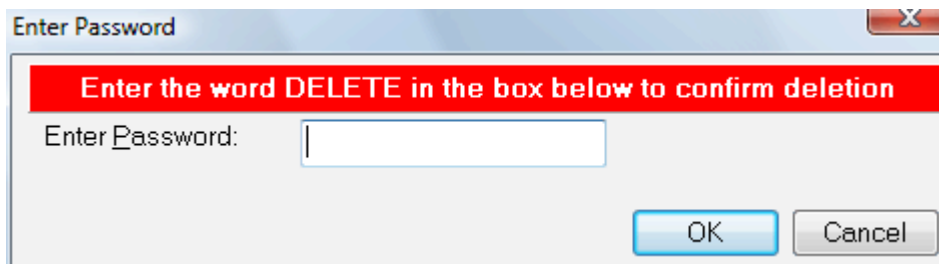 Enter Password
Enter the word DELETE in the box below to confirm deletion
Enter Password:
OK Cancel